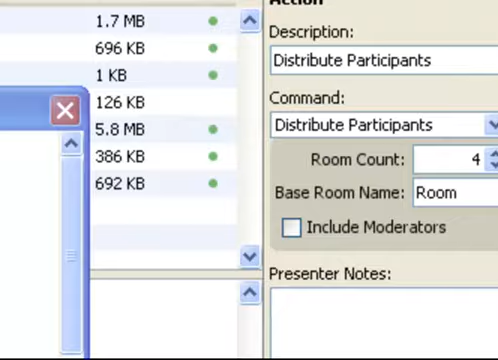 Action
1.7 MB
696 KB
1 KB
126 KB
5.8 MB
386 KB
692 KB
Description:
Distribute Participants
Command:
Distribute Participants
Room Count: 4
Base Room Name: Room
Include Moderators
Presenter Notes: